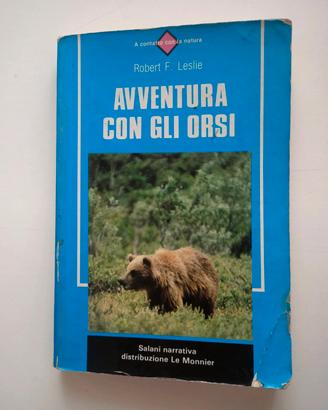 A contatto con la natura
Robert F. Leslie
AVVENTURA
CON GLI ORSI
Salani narrativa
distribuzione Le Monnier